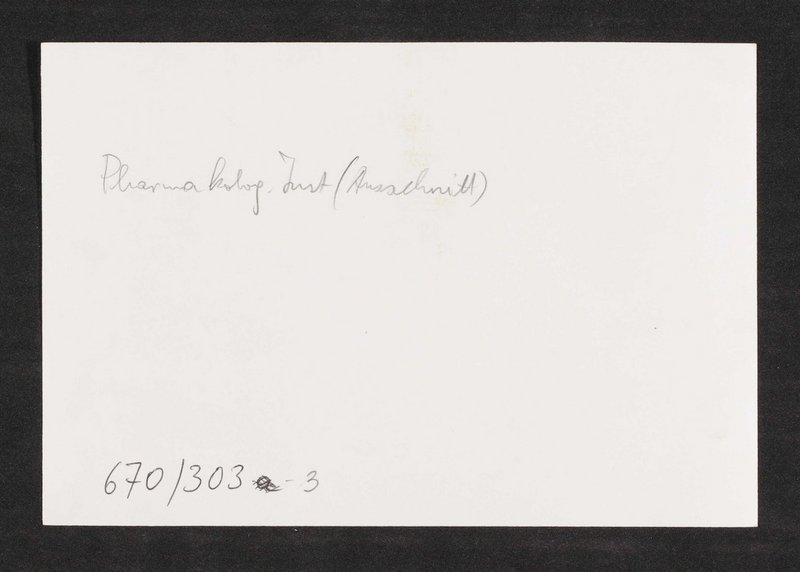 Pharmakolog. Inst (Ausschnitt)
670/303 - 3